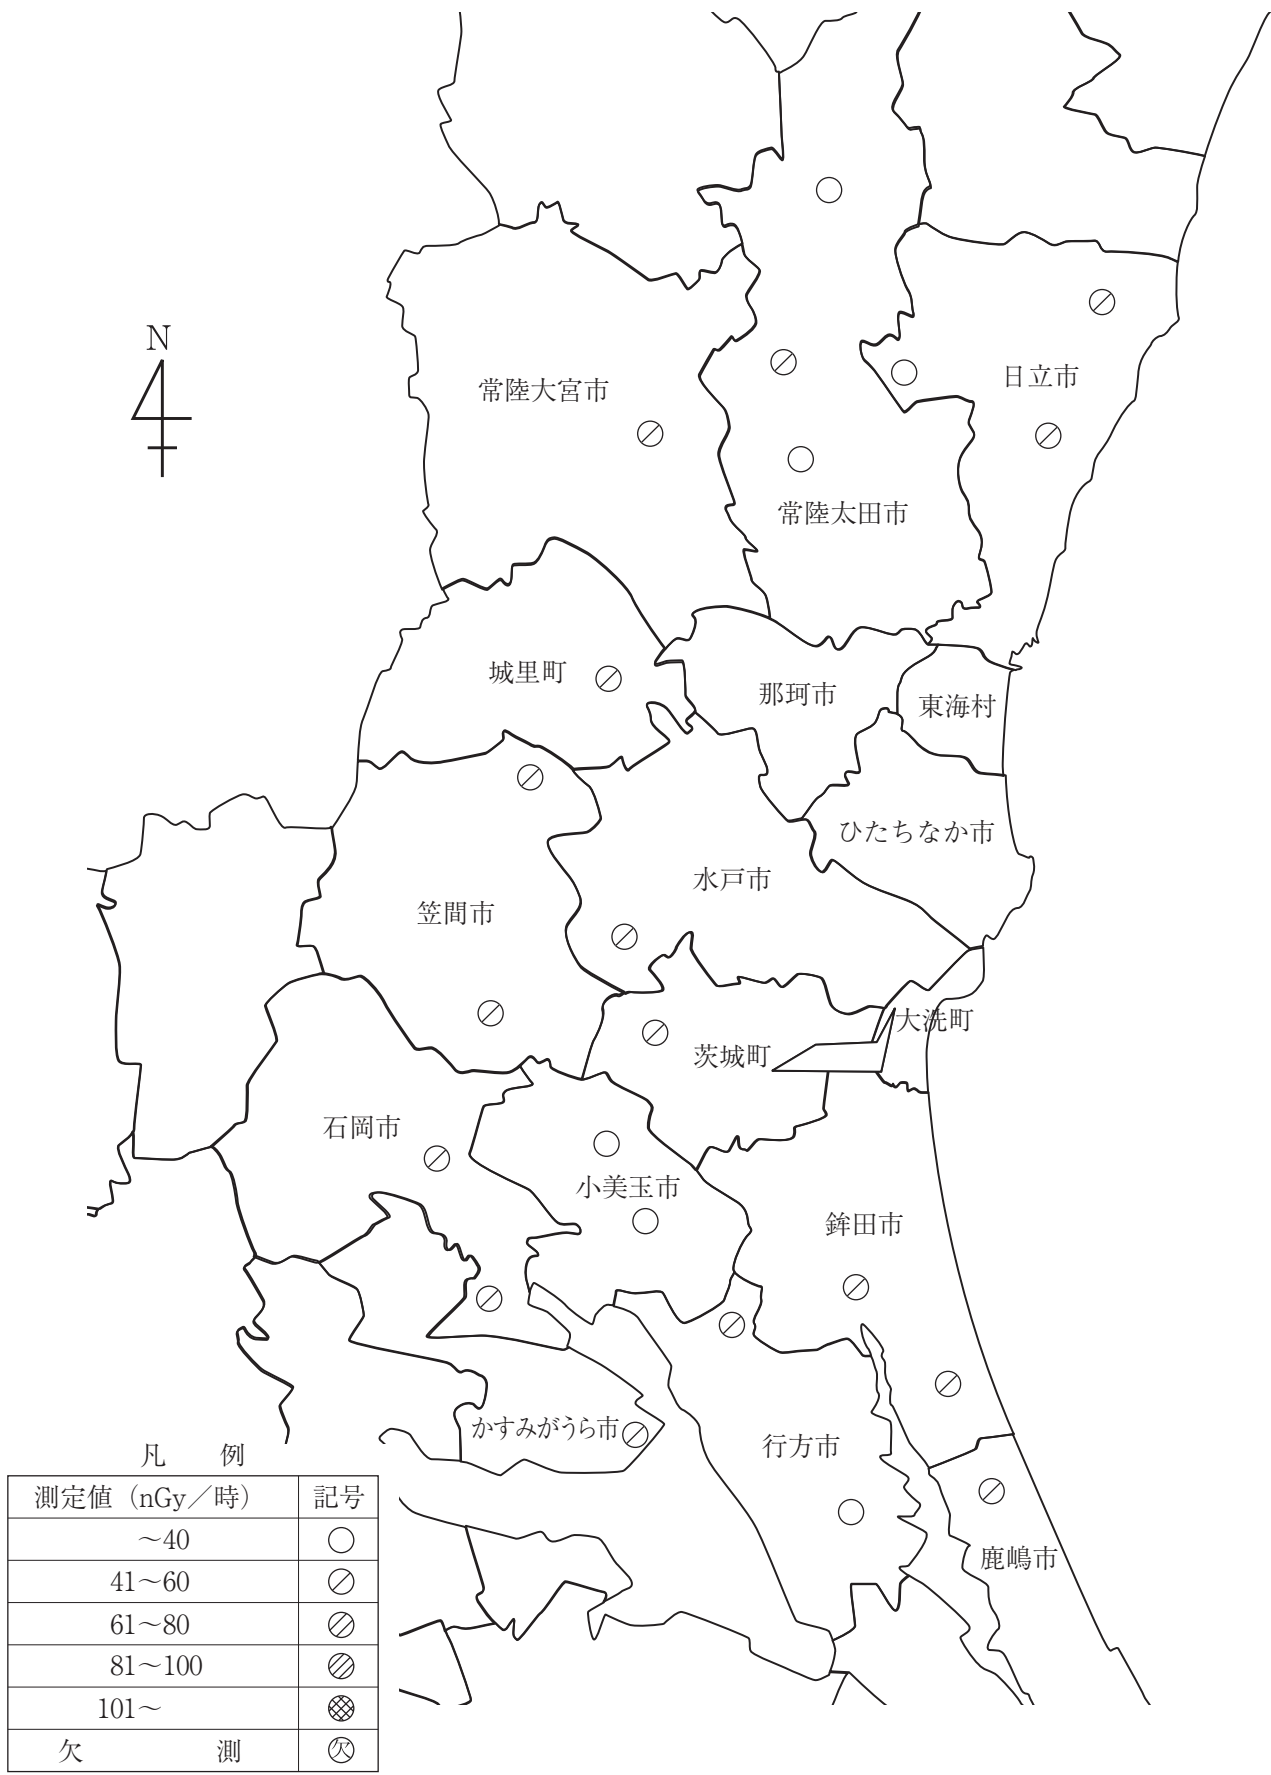 N
常陸大宮市
日立市
常陸太田市
城里町
那珂市
東海村
ひたちなか市
水戸市
笠間市
大洗町
茨城町
石岡市
小美玉市
鉾田市
かすみがうら市
行方市
鹿嶋市
凡 例
測定値（nGy／時） 記号
～40
41～60
61～80
81～100
101～
欠 測 欠